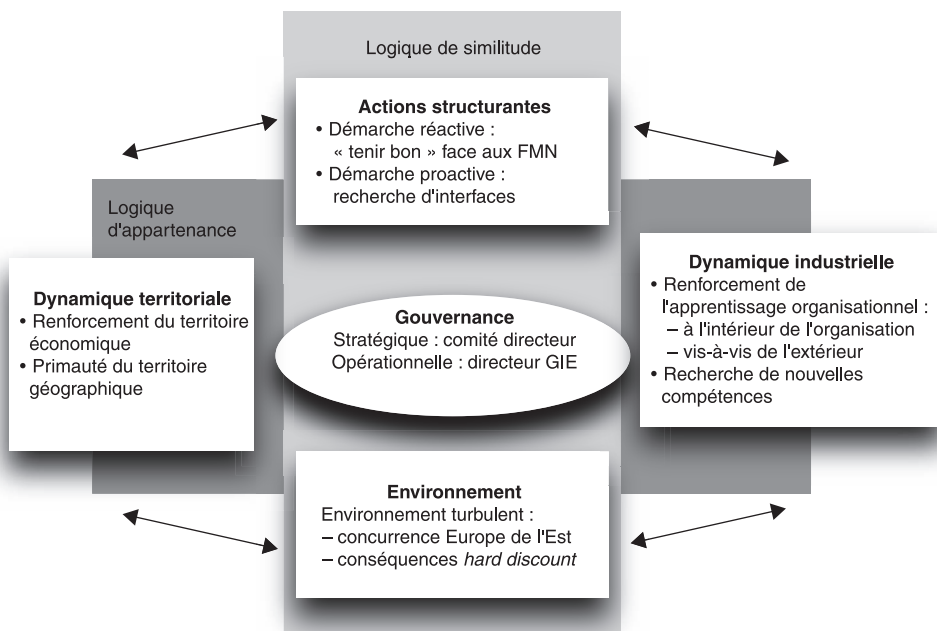 Logique de similitude
Actions structurantes
• Démarche réactive :
« tenir bon » face aux FMN
• Démarche proactive :
recherche d'interfaces
Logique
d'appartenance
Dynamique territoriale
• Renforcement du territoire
économique
• Primauté du territoire
géographique
Gouvernance
Stratégique : comité directeur
Opérationnelle : directeur GIE
Dynamique industrielle
• Renforcement de
l'apprentissage organisationnel :
– à l'intérieur de l'organisation
– vis-à-vis de l'extérieur
• Recherche de nouvelles
compétences
Environnement
Environnement turbulent :
– concurrence Europe de l'Est
– conséquences hard discount